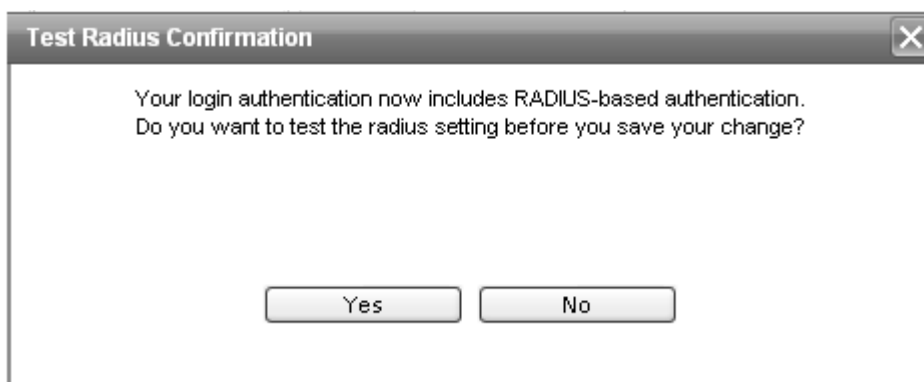 Test Radius Confirmation
Your login authentication now includes RADIUS-based authentication.
Do you want to test the radius setting before you save your change?
Yes
No